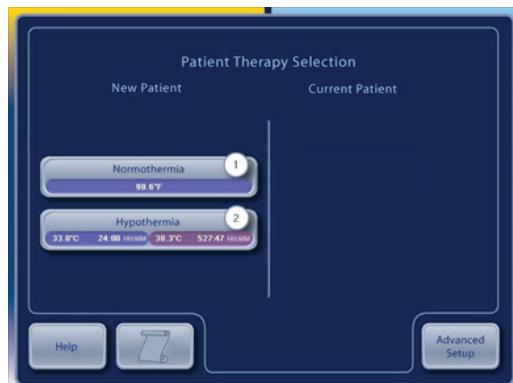 Patient Therapy Selection
New Patient
Current Patient
Normothermia
1
98.6°F
Hypothermia
2
33.0°C 24:00 HH:MM 38.3°C 527:47 HH:MM
Help
Advanced
Setup